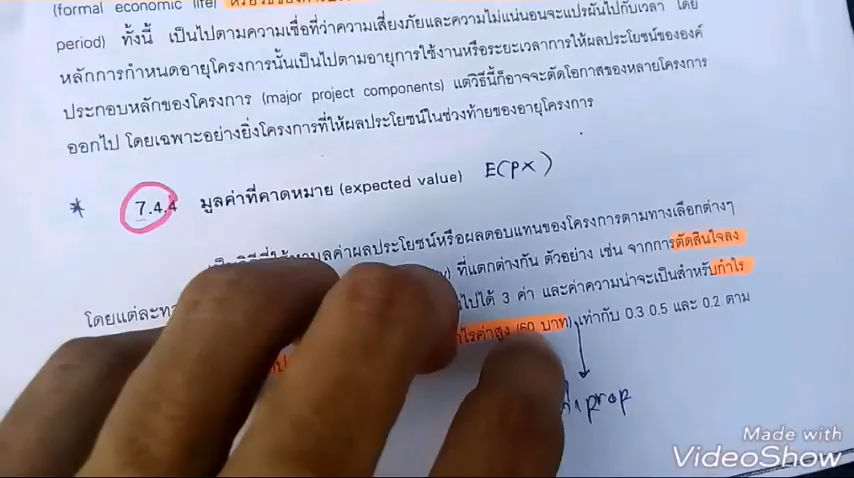 (formal economic life)
period) ทั้งนี้ เป็นไปตามความเชื่อที่ว่าความเสี่ยงภัยและความไม่แน่นอนจะแปรผันไปกับเวลา โดย
หลักการกำหนดอายุโครงการนั้นเป็นไปตามอายุการใช้งานหรือระยะเวลาการให้ผลประโยชน์ขององค์
ประกอบหลักของโครงการ (major project components) แต่วิธีนี้ก็อาจจะตัดโอกาสของหลายโครงการ
ออกไป โดยเฉพาะอย่างยิ่งโครงการที่ให้ผลประโยชน์ในช่วงท้ายของอายุโครงการ
* 7.4.4 มูลค่าที่คาดหมาย (expected value) E(PX)
มูลค่าผลประโยชน์หรือผลตอบแทนของโครงการตามทางเลือกต่างๆ
โดยแต่ละทา ที่แตกต่างกัน ตัวอย่าง เช่น จากการตัดสินใจลง
ไปได้ 3 ค่า และค่าความน่าจะเป็นสำหรับกำไร
กำไรค่าสูง (60 บาท) เท่ากับ 0.3 0.5 และ 0.2 ตาม
prop
Made with
VideoShow